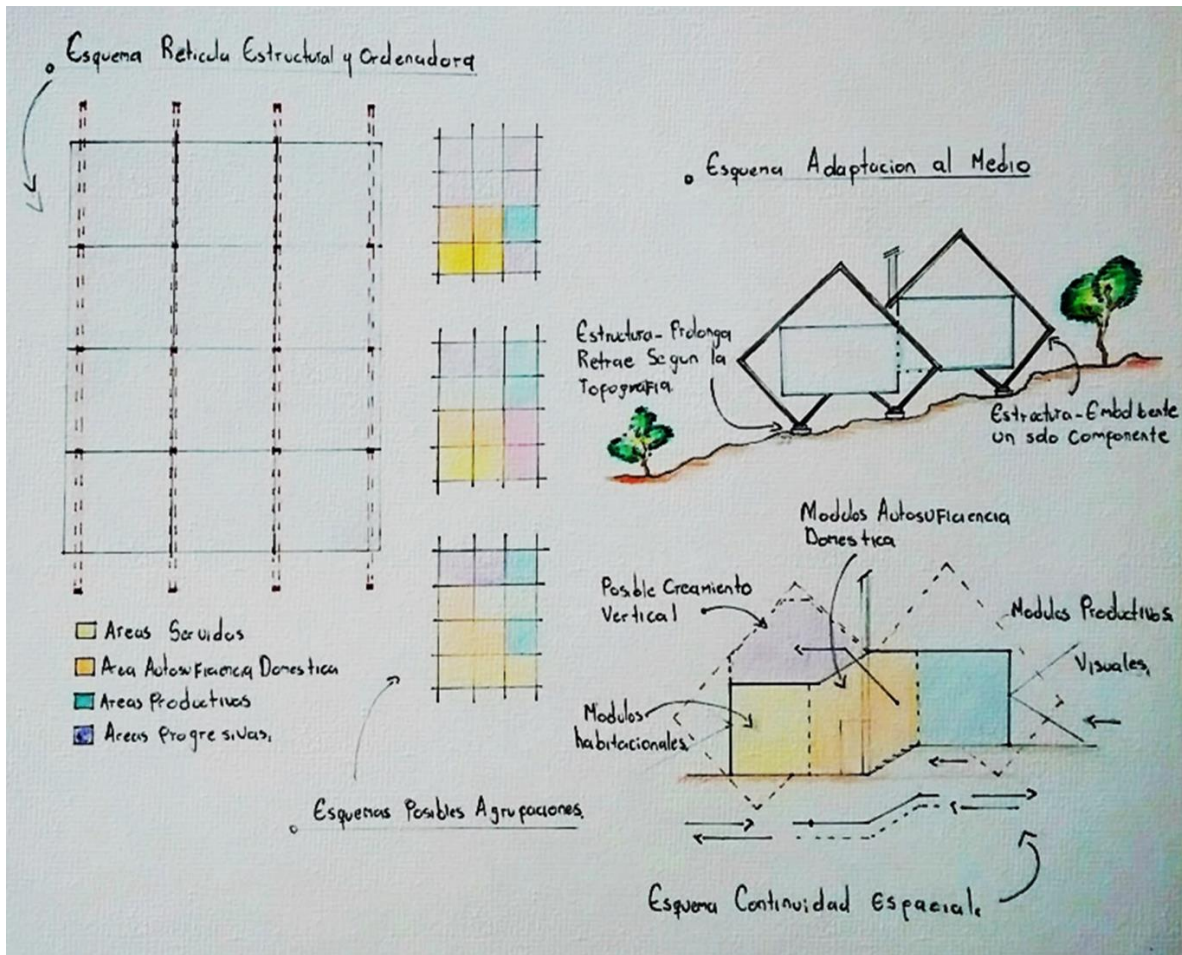 Esquema Reticula Estructural y Ordenadora
Esquema Adaptacion al Medio
Estructura-Prolonga
Retrae Segun la
Topografia
Estructura-Embolbente
un solo Componente
Modulos Autosuficiencia
Domestica
Posible Creamiento
Vertical
Modulos Productivos
Visuales,
Modulos
habitacionales,
Areas Servidas
Area Autosuficiencia Domestica
Areas Productivas
Areas Progresivas,
Esquemas Posibles Agrupaciones,
Esquema Continuidad Espacial.